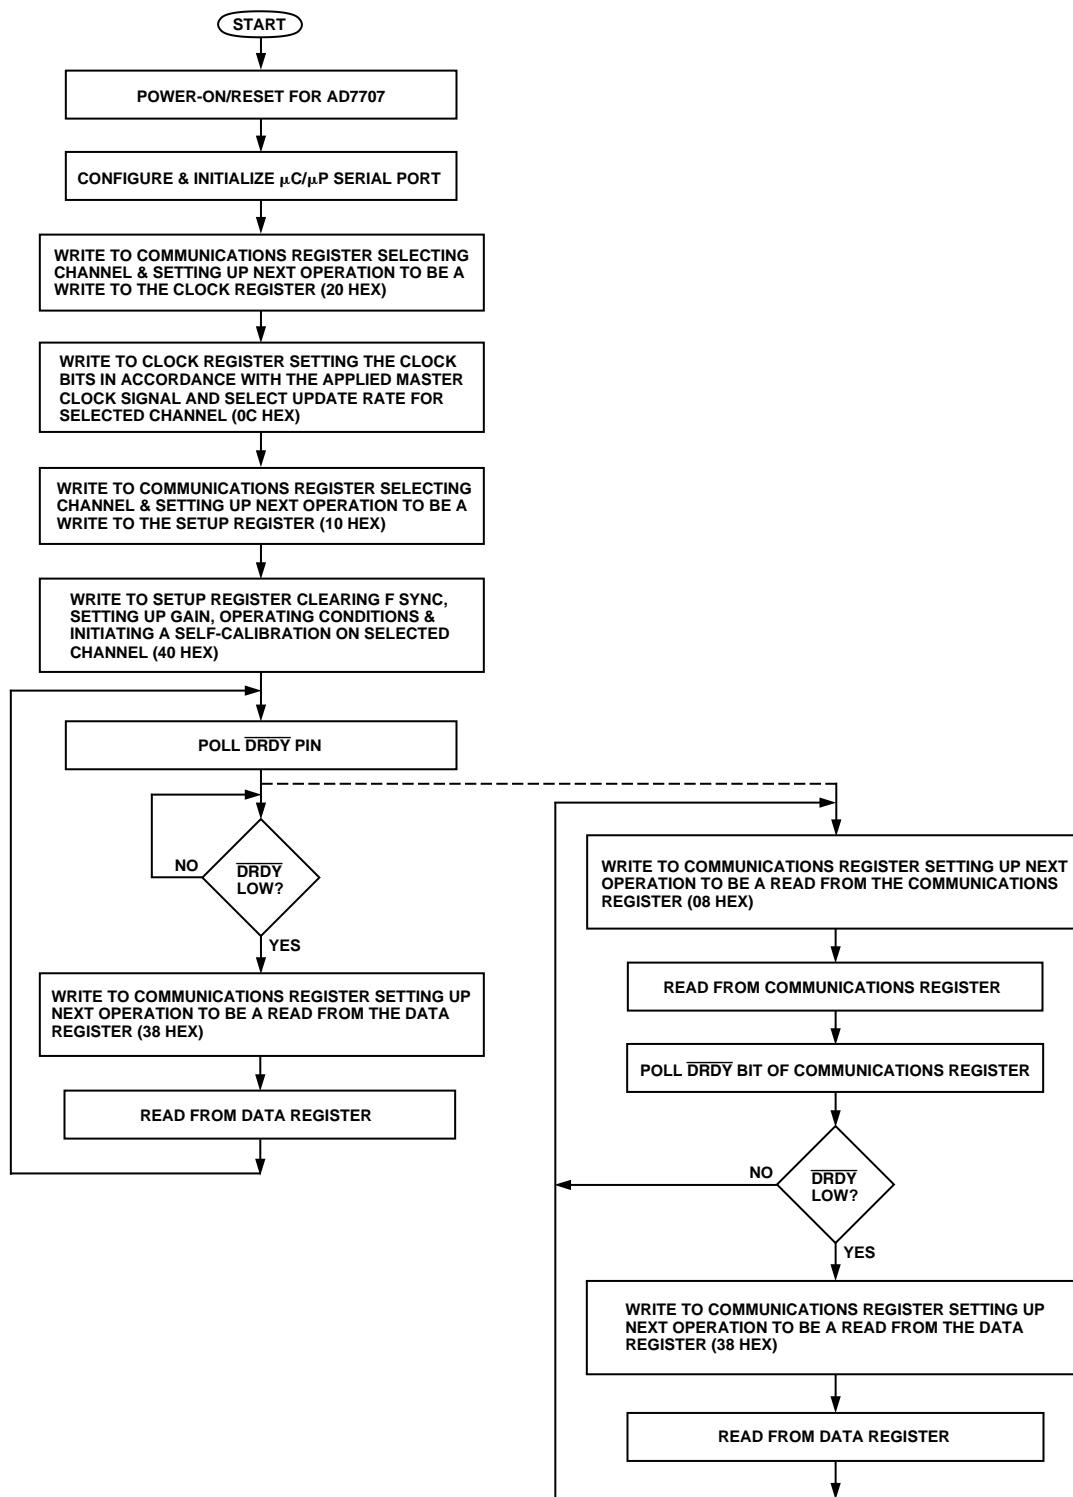 START
POWER-ON/RESET FOR AD7707
CONFIGURE & INITIALIZE μC/μP SERIAL PORT
WRITE TO COMMUNICATIONS REGISTER SELECTING
CHANNEL & SETTING UP NEXT OPERATION TO BE A
WRITE TO THE CLOCK REGISTER (20 HEX)
WRITE TO CLOCK REGISTER SETTING THE CLOCK
BITS IN ACCORDANCE WITH THE APPLIED MASTER
CLOCK SIGNAL AND SELECT UPDATE RATE FOR
SELECTED CHANNEL (0C HEX)
WRITE TO COMMUNICATIONS REGISTER SELECTING
CHANNEL & SETTING UP NEXT OPERATION TO BE A
WRITE TO THE SETUP REGISTER (10 HEX)
WRITE TO SETUP REGISTER CLEARING F SYNC,
SETTING UP GAIN, OPERATING CONDITIONS &
INITIATING A SELF-CALIBRATION ON SELECTED
CHANNEL (40 HEX)
POLL D̅R̅D̅Y̅ PIN
NO
D̅R̅D̅Y̅
LOW?
YES
WRITE TO COMMUNICATIONS REGISTER SETTING UP
NEXT OPERATION TO BE A READ FROM THE DATA
REGISTER (38 HEX)
READ FROM DATA REGISTER
WRITE TO COMMUNICATIONS REGISTER SETTING UP NEXT
OPERATION TO BE A READ FROM THE COMMUNICATIONS
REGISTER (08 HEX)
READ FROM COMMUNICATIONS REGISTER
POLL D̅R̅D̅Y̅ BIT OF COMMUNICATIONS REGISTER
NO
D̅R̅D̅Y̅
LOW?
YES
WRITE TO COMMUNICATIONS REGISTER SETTING UP
NEXT OPERATION TO BE A READ FROM THE DATA
REGISTER (38 HEX)
READ FROM DATA REGISTER